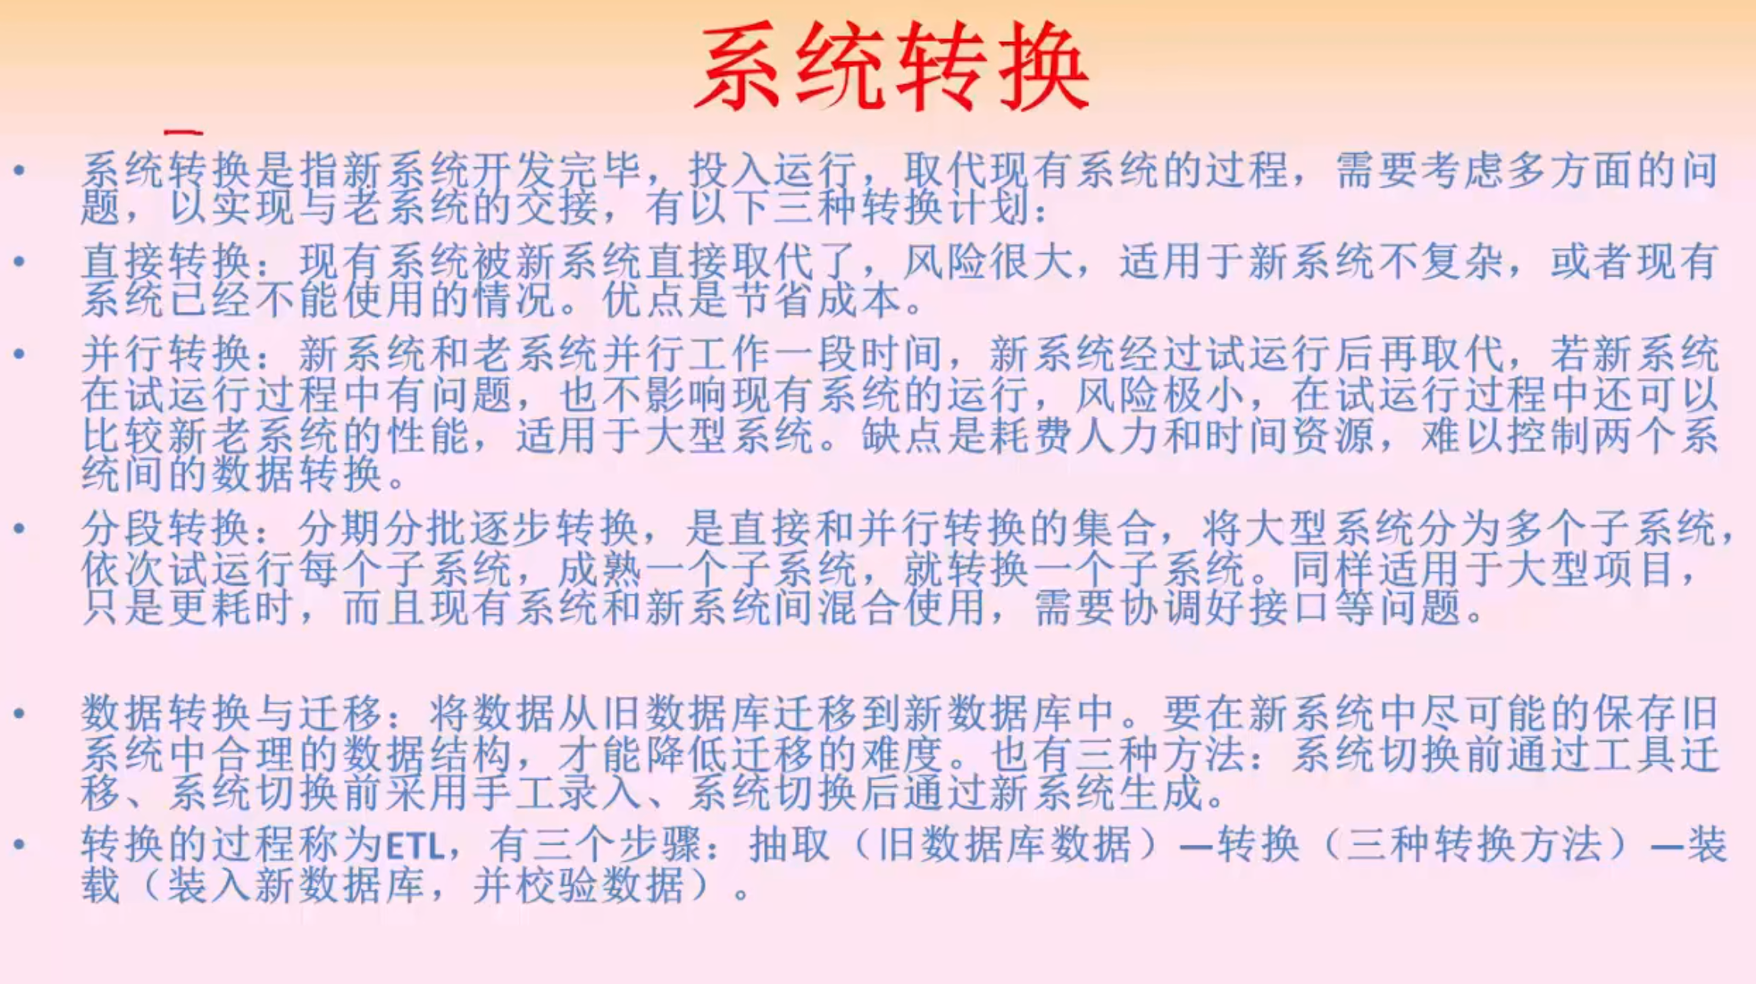 系统转换
• 系统转换是指新系统开发完毕，投入运行，取代现有系统的过程，需要考虑多方面的问
题，以实现与老系统的交接，有以下三种转换计划：
• 直接转换：现有系统被新系统直接取代了，风险很大，适用于新系统不复杂，或者现有
系统已经不能使用的情况。优点是节省成本。
• 并行转换：新系统和老系统并行工作一段时间，新系统经过试运行后再取代，若新系统
在试运行过程中有问题，也不影响现有系统的运行，风险极小，在试运行过程中还可以
比较新老系统的性能，适用于大型系统。缺点是耗费人力和时间资源，难以控制两个系
统间的数据转换。
• 分段转换：分期分批逐步转换，是直接和并行转换的集合，将大型系统分为多个子系统，
依次试运行每个子系统，成熟一个子系统，就转换一个子系统。同样适用于大型项目，
只是更耗时，而且现有系统和新系统间混合使用，需要协调好接口等问题。
• 数据转换与迁移：将数据从旧数据库迁移到新数据库中。要在新系统中尽可能的保存旧
系统中合理的数据结构，才能降低迁移的难度。也有三种方法：系统切换前通过工具迁
移、系统切换前采用手工录入、系统切换后通过新系统生成。
• 转换的过程称为ETL，有三个步骤：抽取（旧数据库数据）—转换（三种转换方法）—装
载（装入新数据库，并校验数据）。